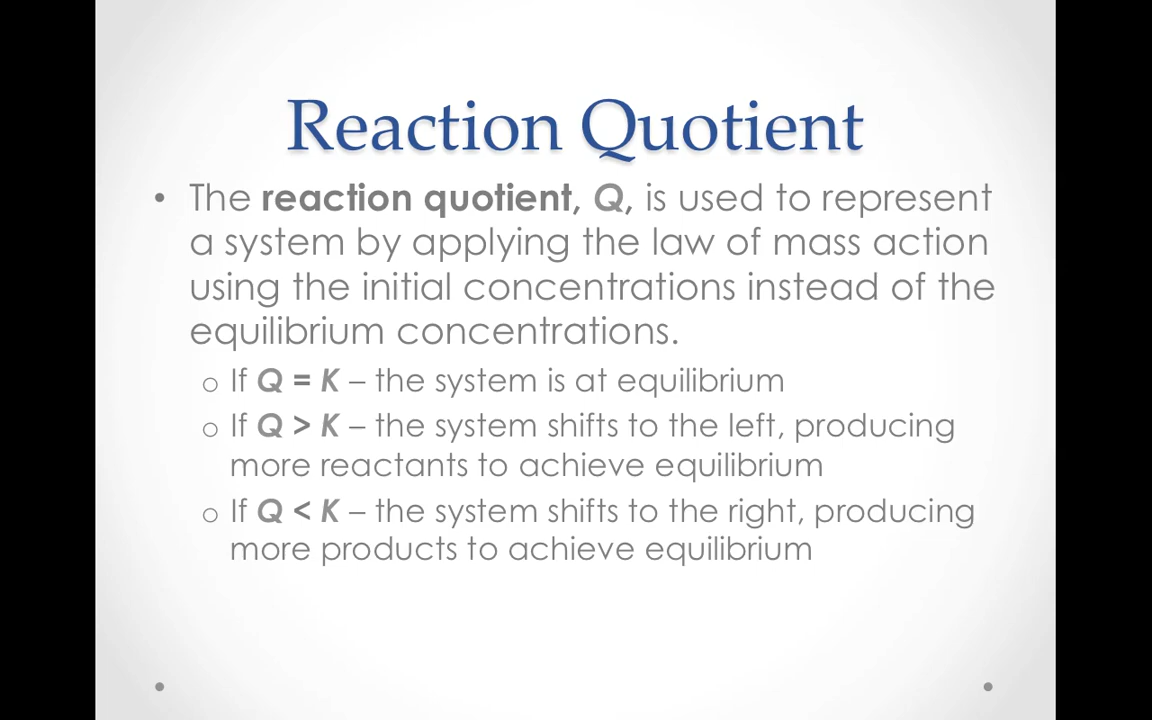 Reaction Quotient
• The reaction quotient, Q, is used to represent
a system by applying the law of mass action
using the initial concentrations instead of the
equilibrium concentrations.
o If Q = K – the system is at equilibrium
o If Q > K – the system shifts to the left, producing
more reactants to achieve equilibrium
o If Q < K – the system shifts to the right, producing
more products to achieve equilibrium